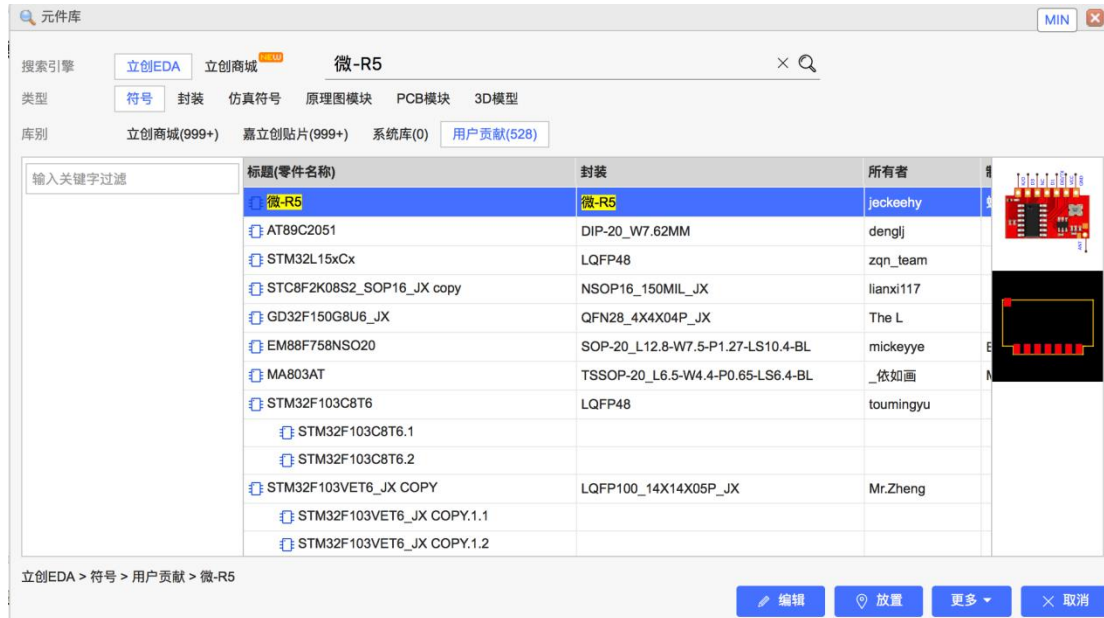 元件库
MIN
搜索引擎 立创EDA 立创商城 NEW 微-R5
类型 符号 封装 仿真符号 原理图模块 PCB模块 3D模型
库别 立创商城(999+) 嘉立创贴片(999+) 系统库(0) 用户贡献(528)
输入关键字过滤
标题(零件名称) 封装 所有者
微-R5 微-R5 jeckeehy
AT89C2051 DIP-20_W7.62MM denglj
STM32L15xCx LQFP48 zqn_team
STC8F2K08S2_SOP16_JX copy NSOP16_150MIL_JX lianxi117
GD32F150G8U6_JX QFN28_4X4X04P_JX The L
EM88F758NSO20 SOP-20_L12.8-W7.5-P1.27-LS10.4-BL mickeyye
MA803AT TSSOP-20_L6.5-W4.4-P0.65-LS6.4-BL _依如画
STM32F103C8T6 LQFP48 toumingyu
STM32F103C8T6.1
STM32F103C8T6.2
STM32F103VET6_JX COPY LQFP100_14X14X05P_JX Mr.Zheng
STM32F103VET6_JX COPY.1.1
STM32F103VET6_JX COPY.1.2
立创EDA > 符号 > 用户贡献 > 微-R5
编辑 放置 更多 取消